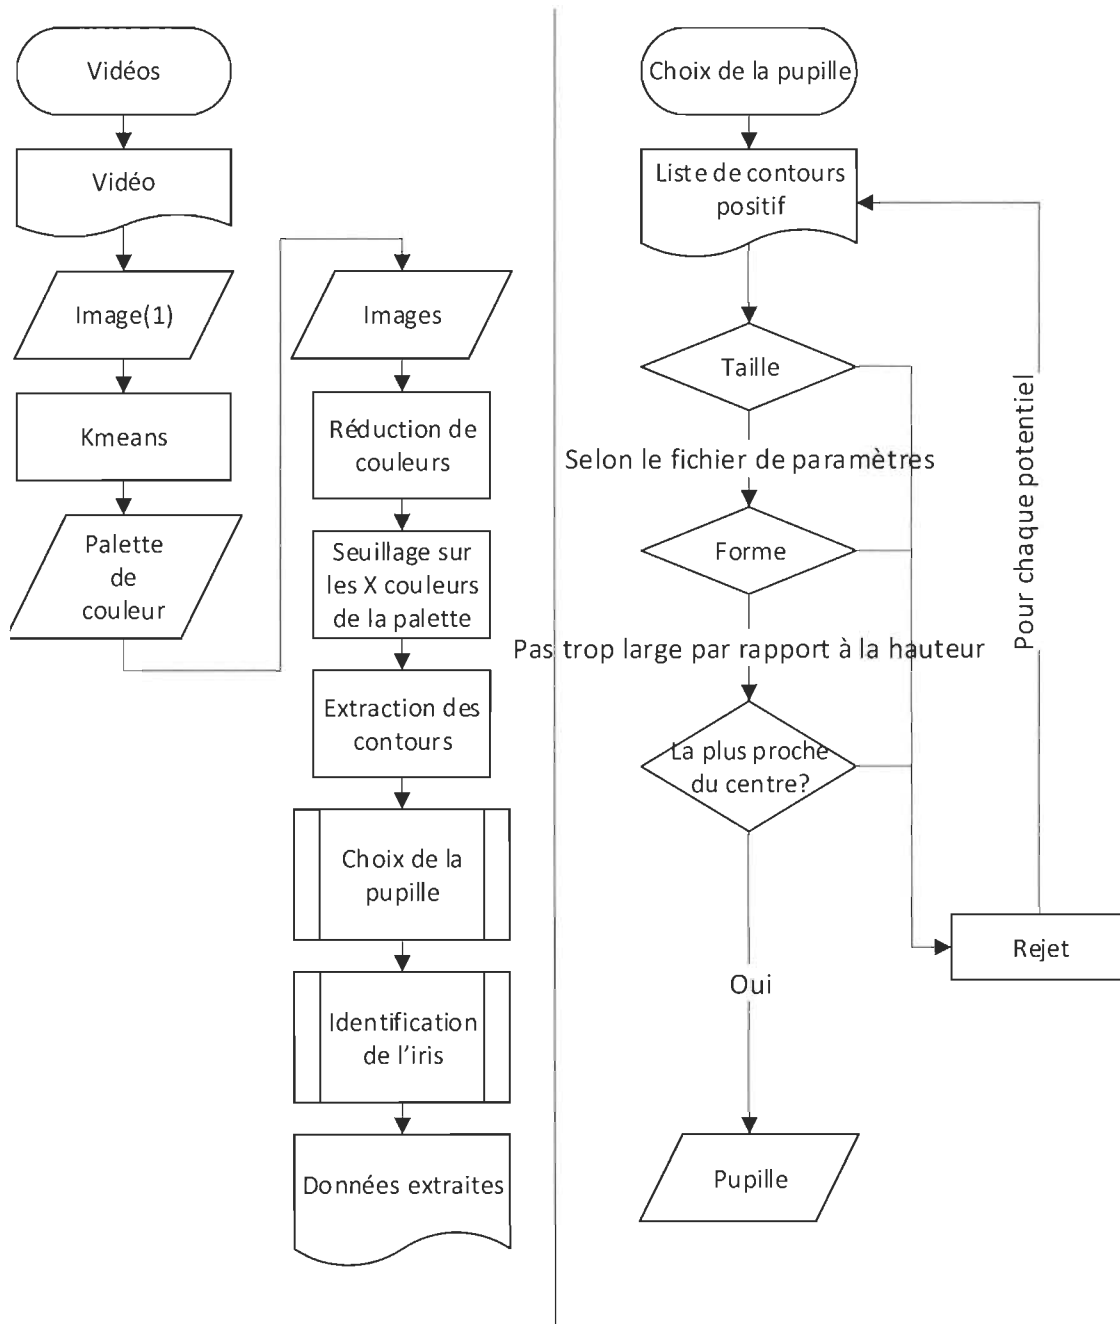 Vidéos
Vidéo
Image(1)
Kmeans
Palette
de
couleur
Images
Réduction de
couleurs
Seuillage sur
les X couleurs
de la palette
Extraction des
contours
Choix de la
pupille
Identification
de l'iris
Données extraites
Choix de la pupille
Liste de contours
positif
Taille
Selon le fichier de paramètres
Forme
Pas trop large par rapport à la hauteur
La plus proche
du centre?
Oui
Pupille
Rejet
Pour chaque potentiel